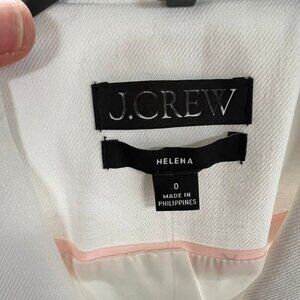 J.CREW
HELENA
0
MADE IN
PHILIPPINES